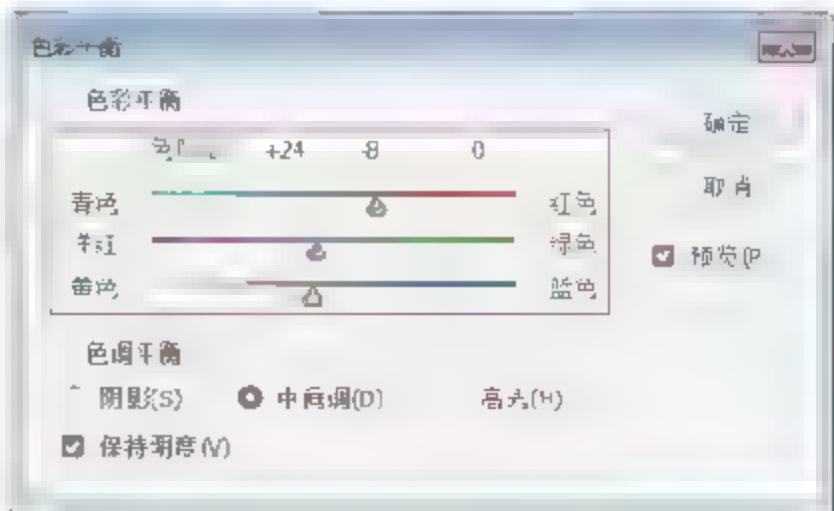 色彩平衡
色彩平衡
+24 -8 0
确定
青色 红色
取消
洋红 绿色
预览(P
黄色 蓝色
色调平衡
阴影(S) 中间调(D) 高光(H)
保持明度(V)